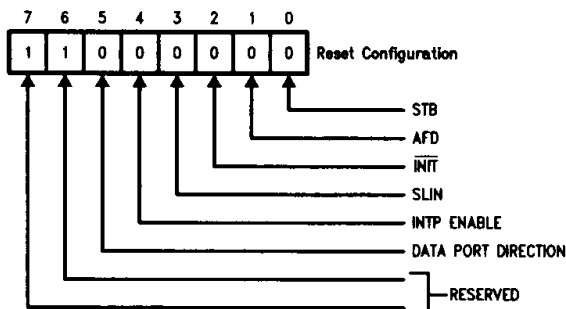 7 6 5 4 3 2 1 0
1 1 0 0 0 0 0 0 Reset Configuration
STB
AFD
INIT
SLIN
INTP ENABLE
DATA PORT DIRECTION
RESERVED